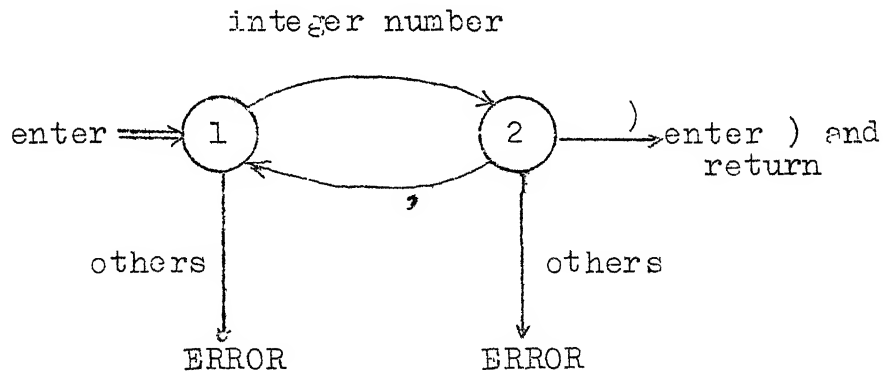 integer number
enter
1
2
)
enter ) and
return
,
others
others
ERROR
ERROR